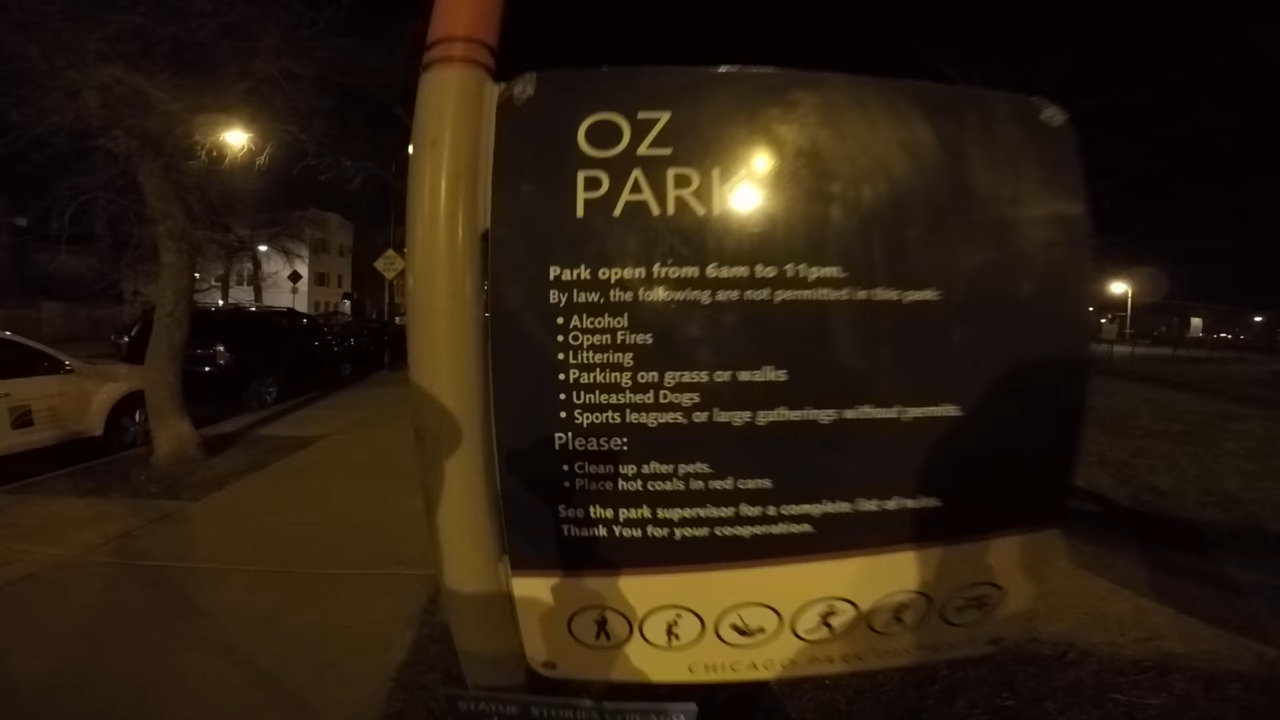 OZ
PARK
Park open from 6am to 11pm.
By law, the following are not permitted in this park:
• Alcohol
• Open Fires
• Littering
• Parking on grass or walks
• Unleashed Dogs
• Sports leagues, or large gatherings without permits
Please:
• Clean up after pets.
• Place hot coals in red cans
See the park supervisor for a complete list of rules.
Thank You for your cooperation.
CHICAGO PARK
STATUE STORIES CHICAGO